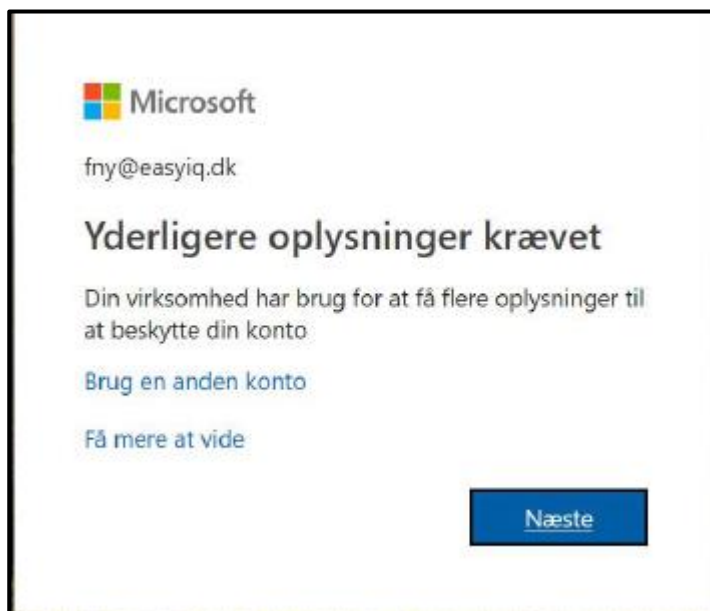 Microsoft
fny@easyiq.dk
Yderligere oplysninger krævet
Din virksomhed har brug for at få flere oplysninger til
at beskytte din konto
Brug en anden konto
Få mere at vide
Næste